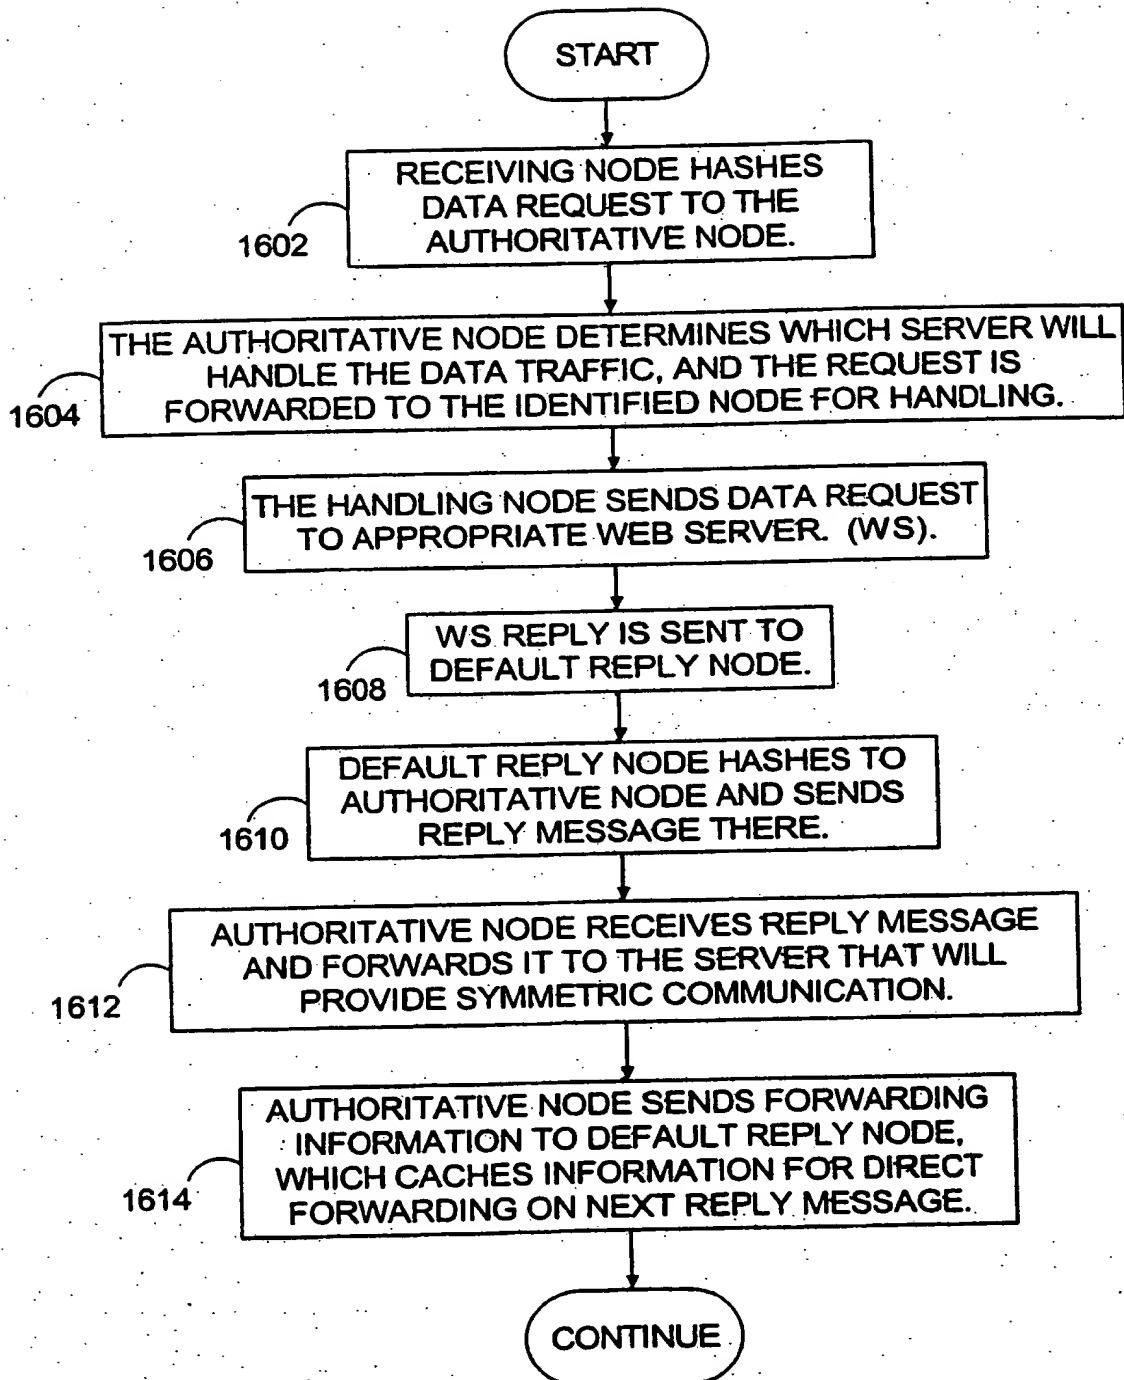 START
RECEIVING NODE HASHES
DATA REQUEST TO THE
AUTHORITATIVE NODE.
1602
THE AUTHORITATIVE NODE DETERMINES WHICH SERVER WILL
HANDLE THE DATA TRAFFIC, AND THE REQUEST IS
FORWARDED TO THE IDENTIFIED NODE FOR HANDLING.
1604
THE HANDLING NODE SENDS DATA REQUEST
TO APPROPRIATE WEB SERVER. (WS).
1606
WS REPLY IS SENT TO
DEFAULT REPLY NODE.
1608
DEFAULT REPLY NODE HASHES TO
AUTHORITATIVE NODE AND SENDS
REPLY MESSAGE THERE.
1610
AUTHORITATIVE NODE RECEIVES REPLY MESSAGE
AND FORWARDS IT TO THE SERVER THAT WILL
PROVIDE SYMMETRIC COMMUNICATION.
1612
AUTHORITATIVE NODE SENDS FORWARDING
INFORMATION TO DEFAULT REPLY NODE,
WHICH CACHES INFORMATION FOR DIRECT
FORWARDING ON NEXT REPLY MESSAGE.
1614
CONTINUE